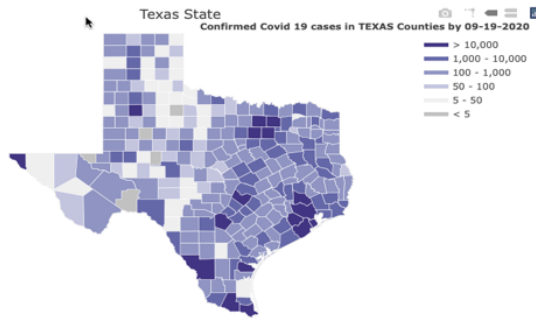 Texas State
Confirmed Covid 19 cases in TEXAS Counties by 09-19-2020
> 10,000
1,000 - 10,000
100 - 1,000
50 - 100
5 - 50
< 5